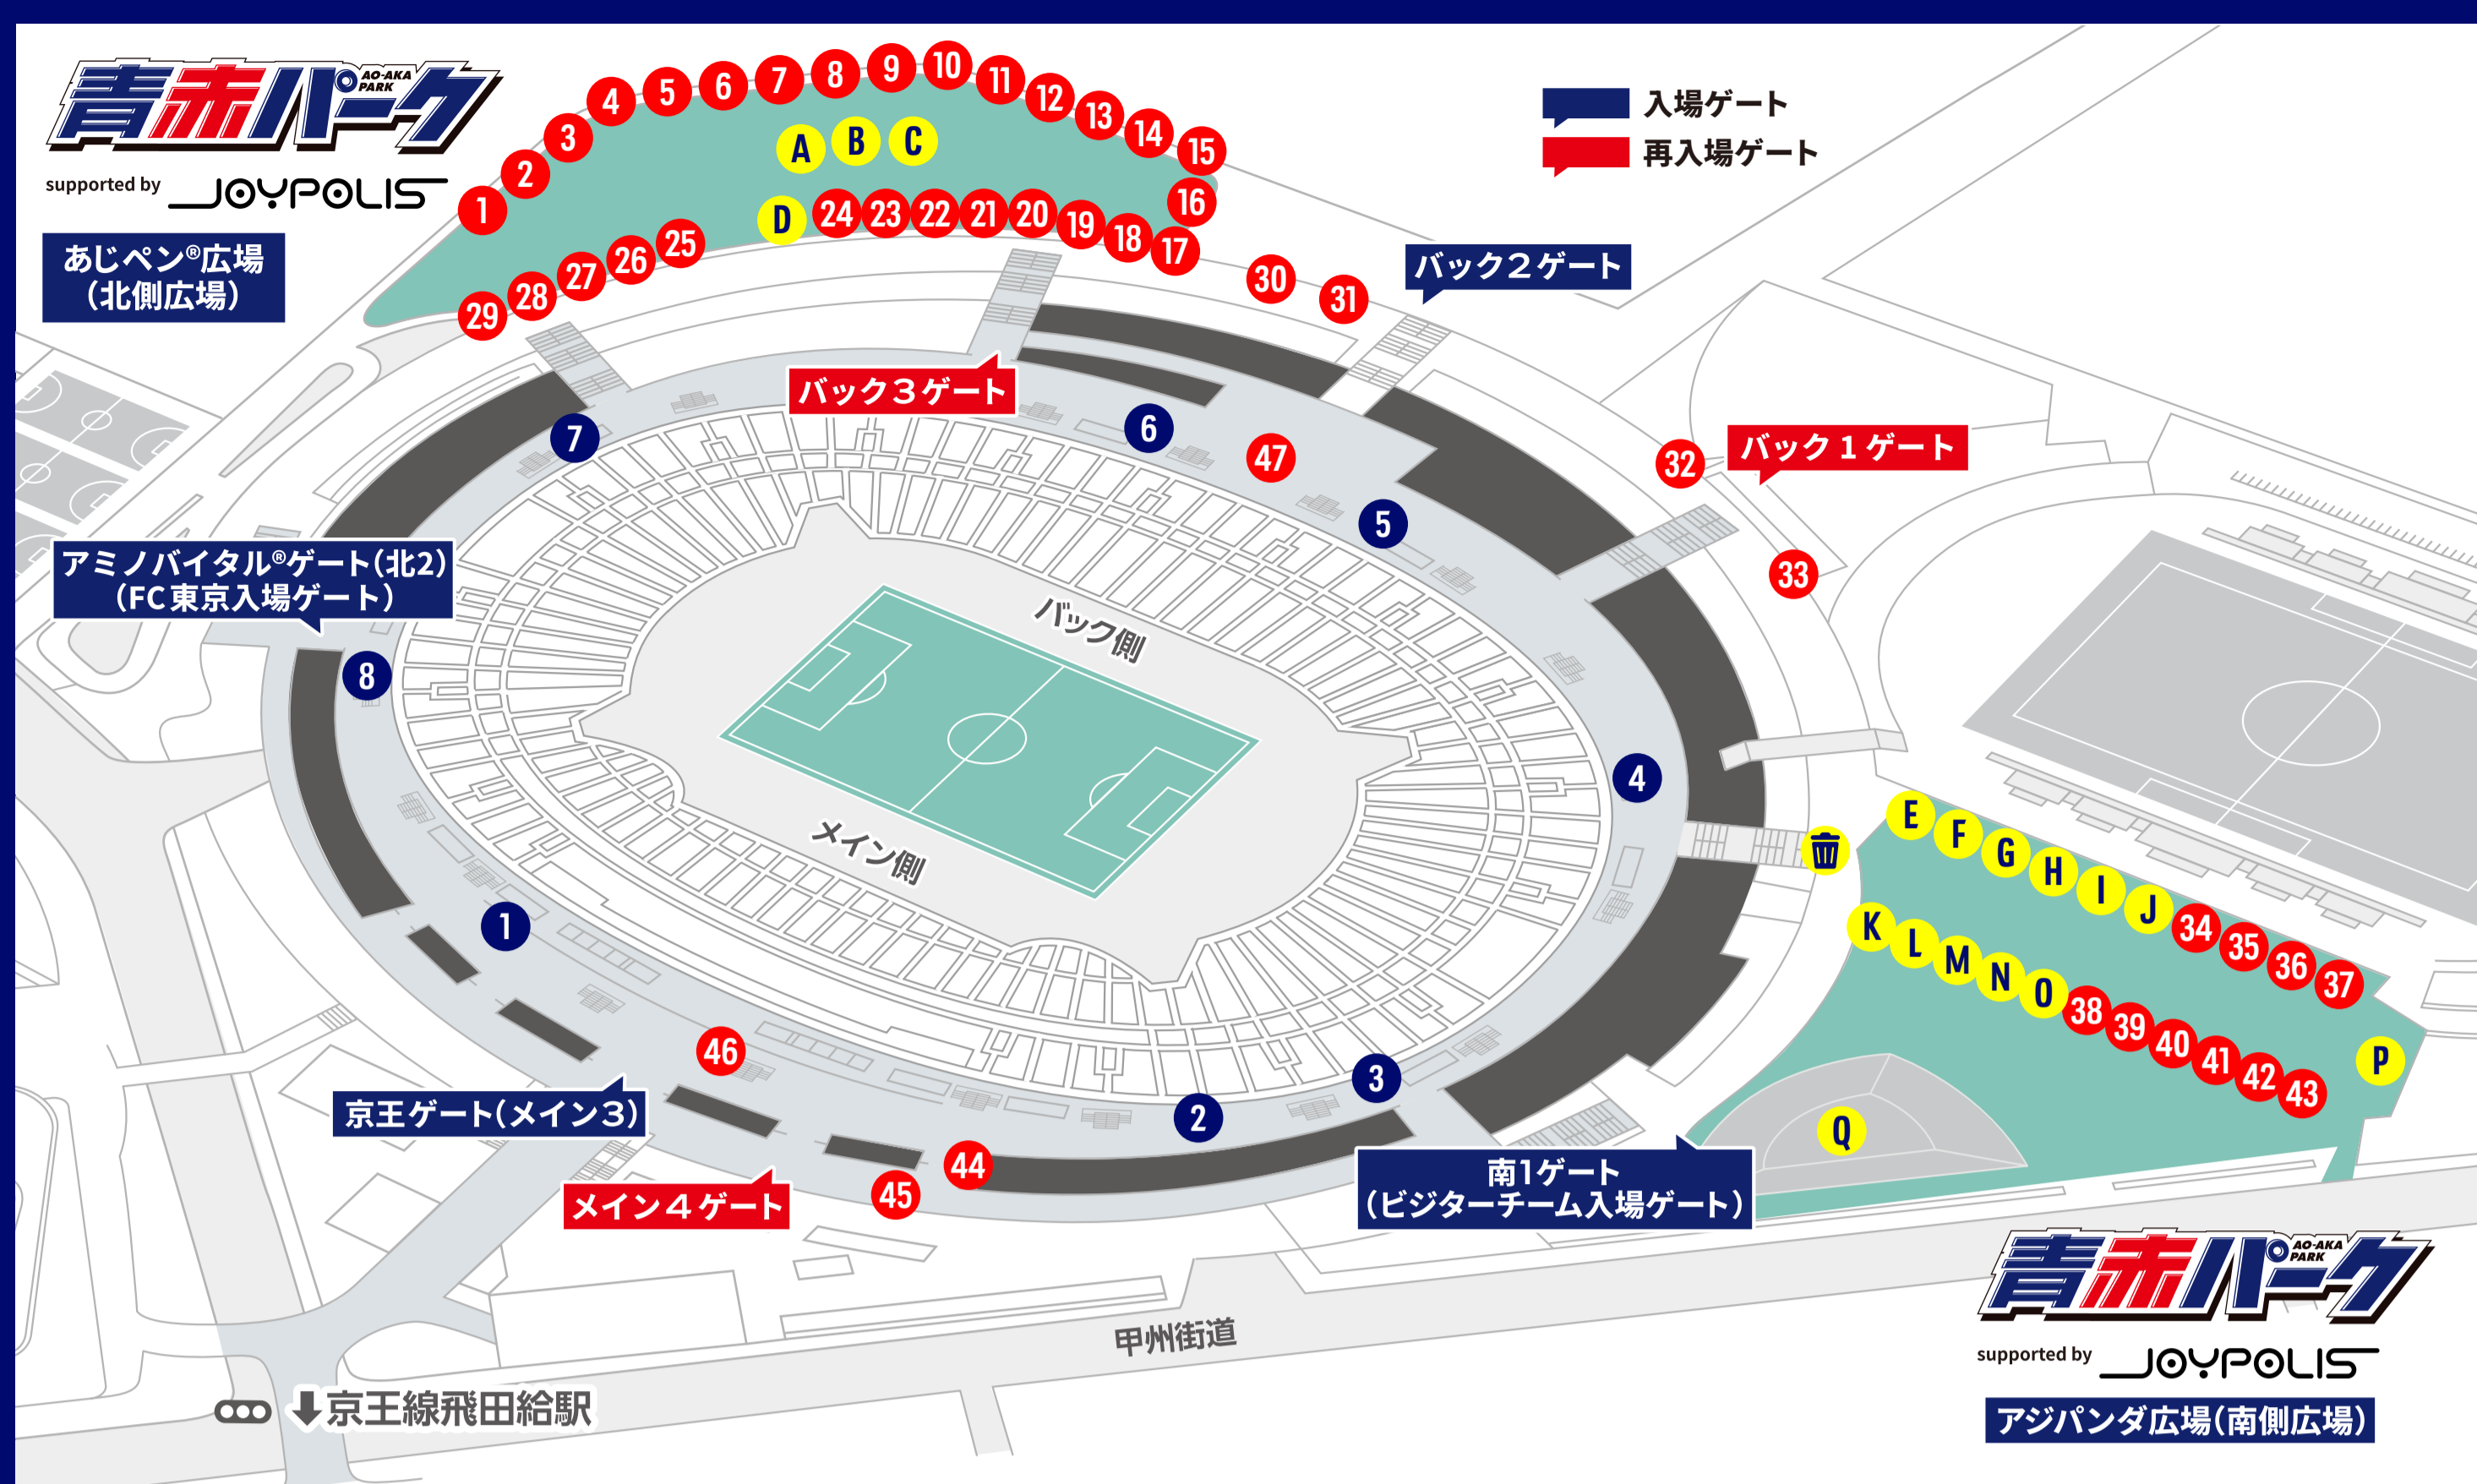 青赤パーク
AO-AKA
PARK
supported by JOYPOLIS
あじペン®広場
（北側広場）
入場ゲート
再入場ゲート
1
2
3
4
5
6
7
8
9
10
11
12
13
14
15
16
17
18
19
20
21
22
23
24
D
A
B
C
25
26
27
28
29
30
31
バック2ゲート
バック3ゲート
7
6
47
5
32
バック1ゲート
33
アミノバイタル®ゲート（北2）
（FC東京入場ゲート）
8
バック側
メイン側
4
1
46
京王ゲート（メイン3）
メイン4ゲート
45
44
2
3
南1ゲート
（ビジターチーム入場ゲート）
E
F
G
H
I
J
34
35
36
37
K
L
M
N
O
38
39
40
41
42
43
P
Q
甲州街道
↓京王線飛田給駅
青赤パーク
AO-AKA
PARK
supported by JOYPOLIS
アジパンダ広場（南側広場）